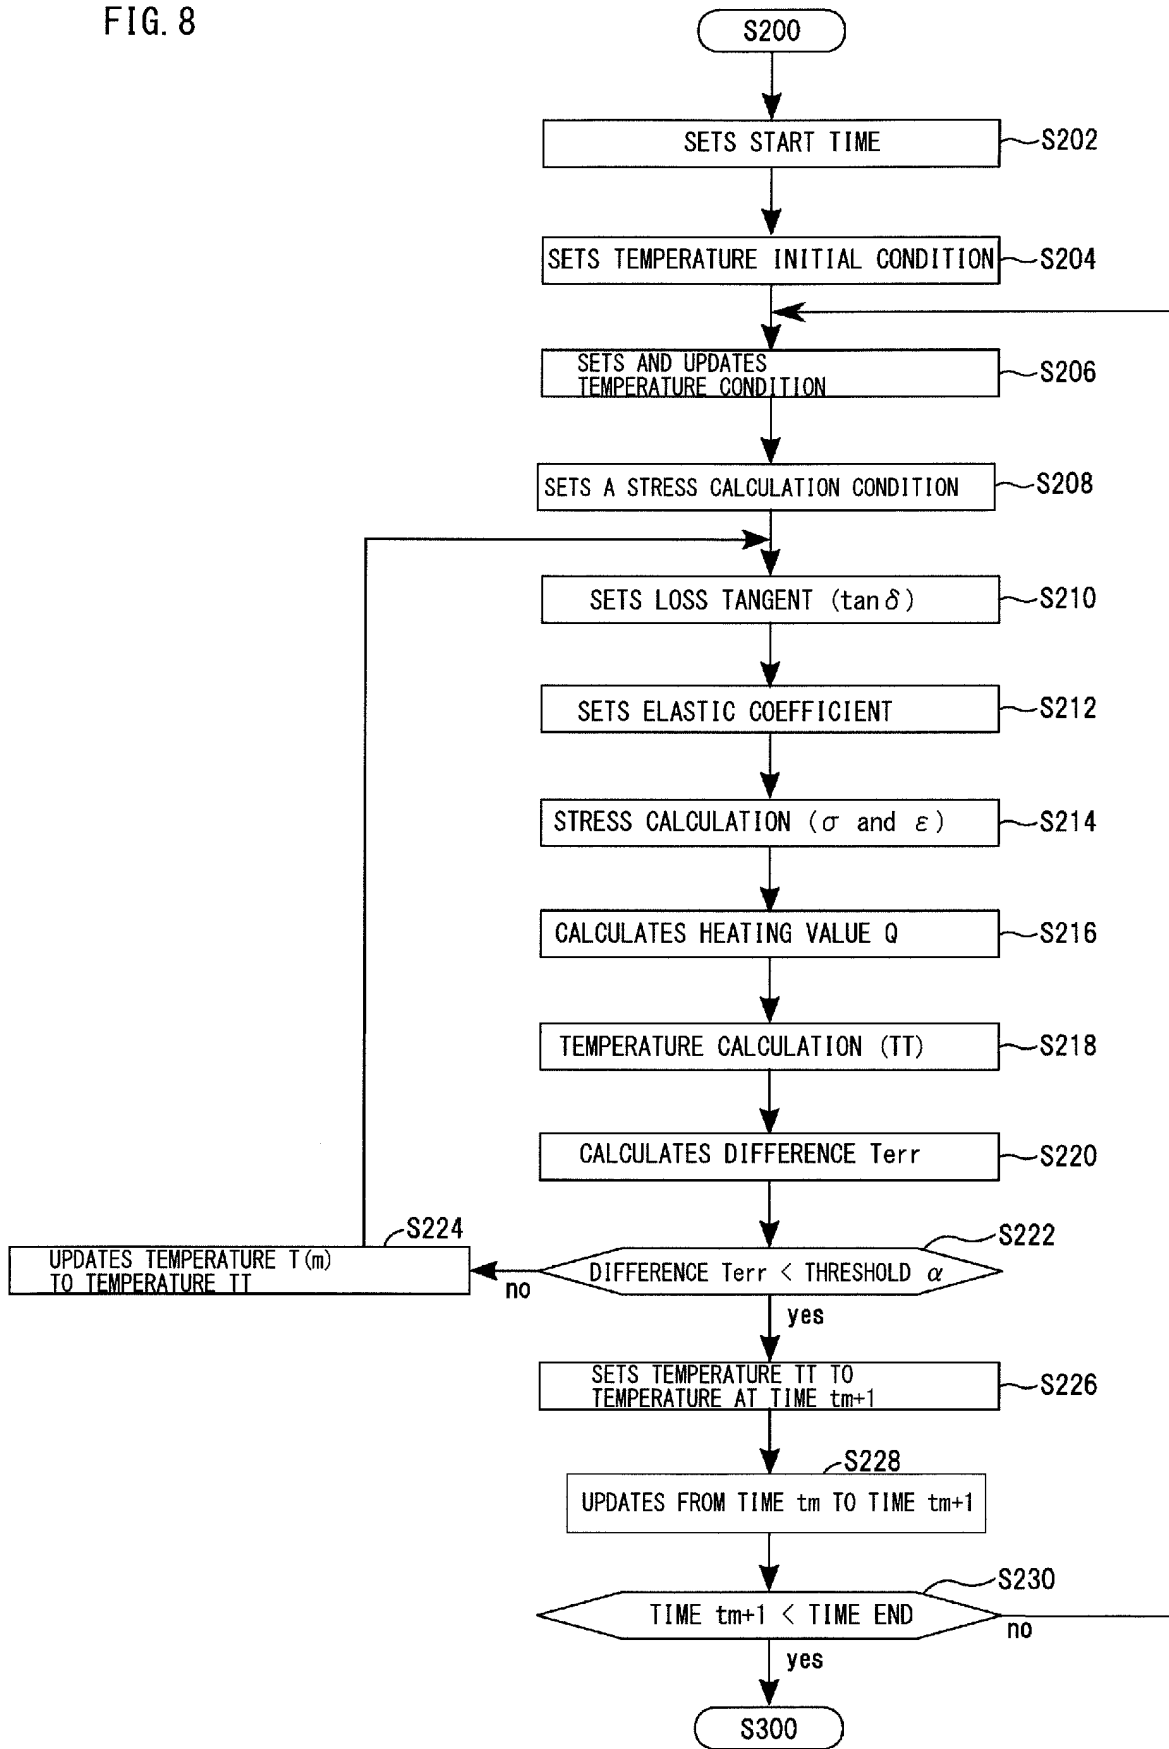 FIG. 8
S200
SETS START TIME
S202
SETS TEMPERATURE INITIAL CONDITION
S204
SETS AND UPDATES
TEMPERATURE CONDITION
S206
SETS A STRESS CALCULATION CONDITION
S208
SETS LOSS TANGENT (tan δ)
S210
SETS ELASTIC COEFFICIENT
S212
STRESS CALCULATION (σ and ε)
S214
CALCULATES HEATING VALUE Q
S216
TEMPERATURE CALCULATION (TT)
S218
CALCULATES DIFFERENCE Terr
S220
S224
UPDATES TEMPERATURE T(m)
TO TEMPERATURE TT
S222
DIFFERENCE Terr < THRESHOLD α
no
yes
SETS TEMPERATURE TT TO
TEMPERATURE AT TIME tm+1
S226
S228
UPDATES FROM TIME tm TO TIME tm+1
S230
TIME tm+1 < TIME END
no
yes
S300